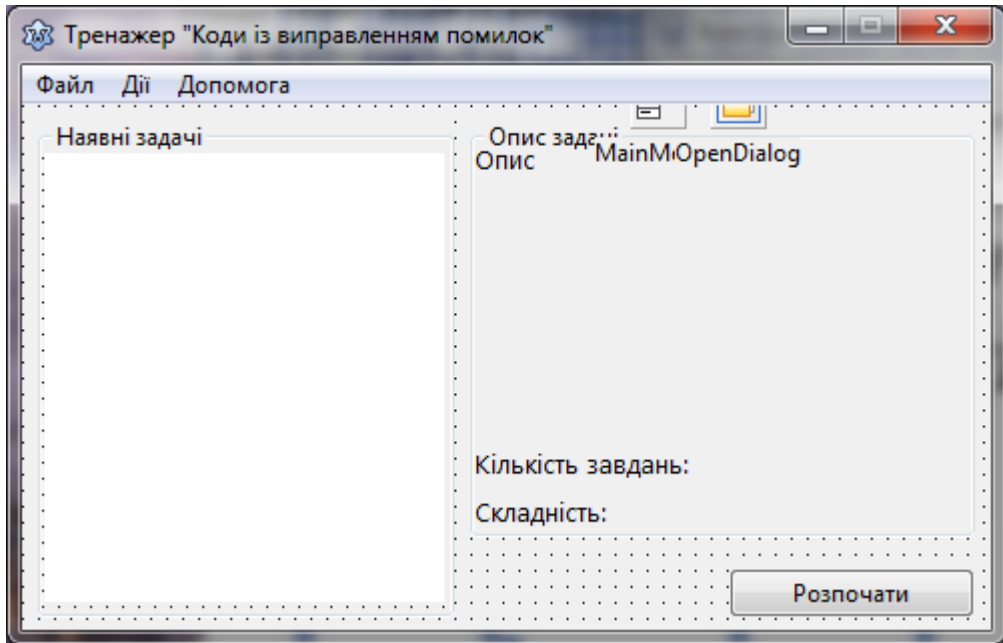 Тренажер "Коди із виправленням помилок"
Файл Дії Допомога
Наявні задачі
Опис задачі
Опис
OpenDialog
Кількість завдань:
Складність:
Розпочати